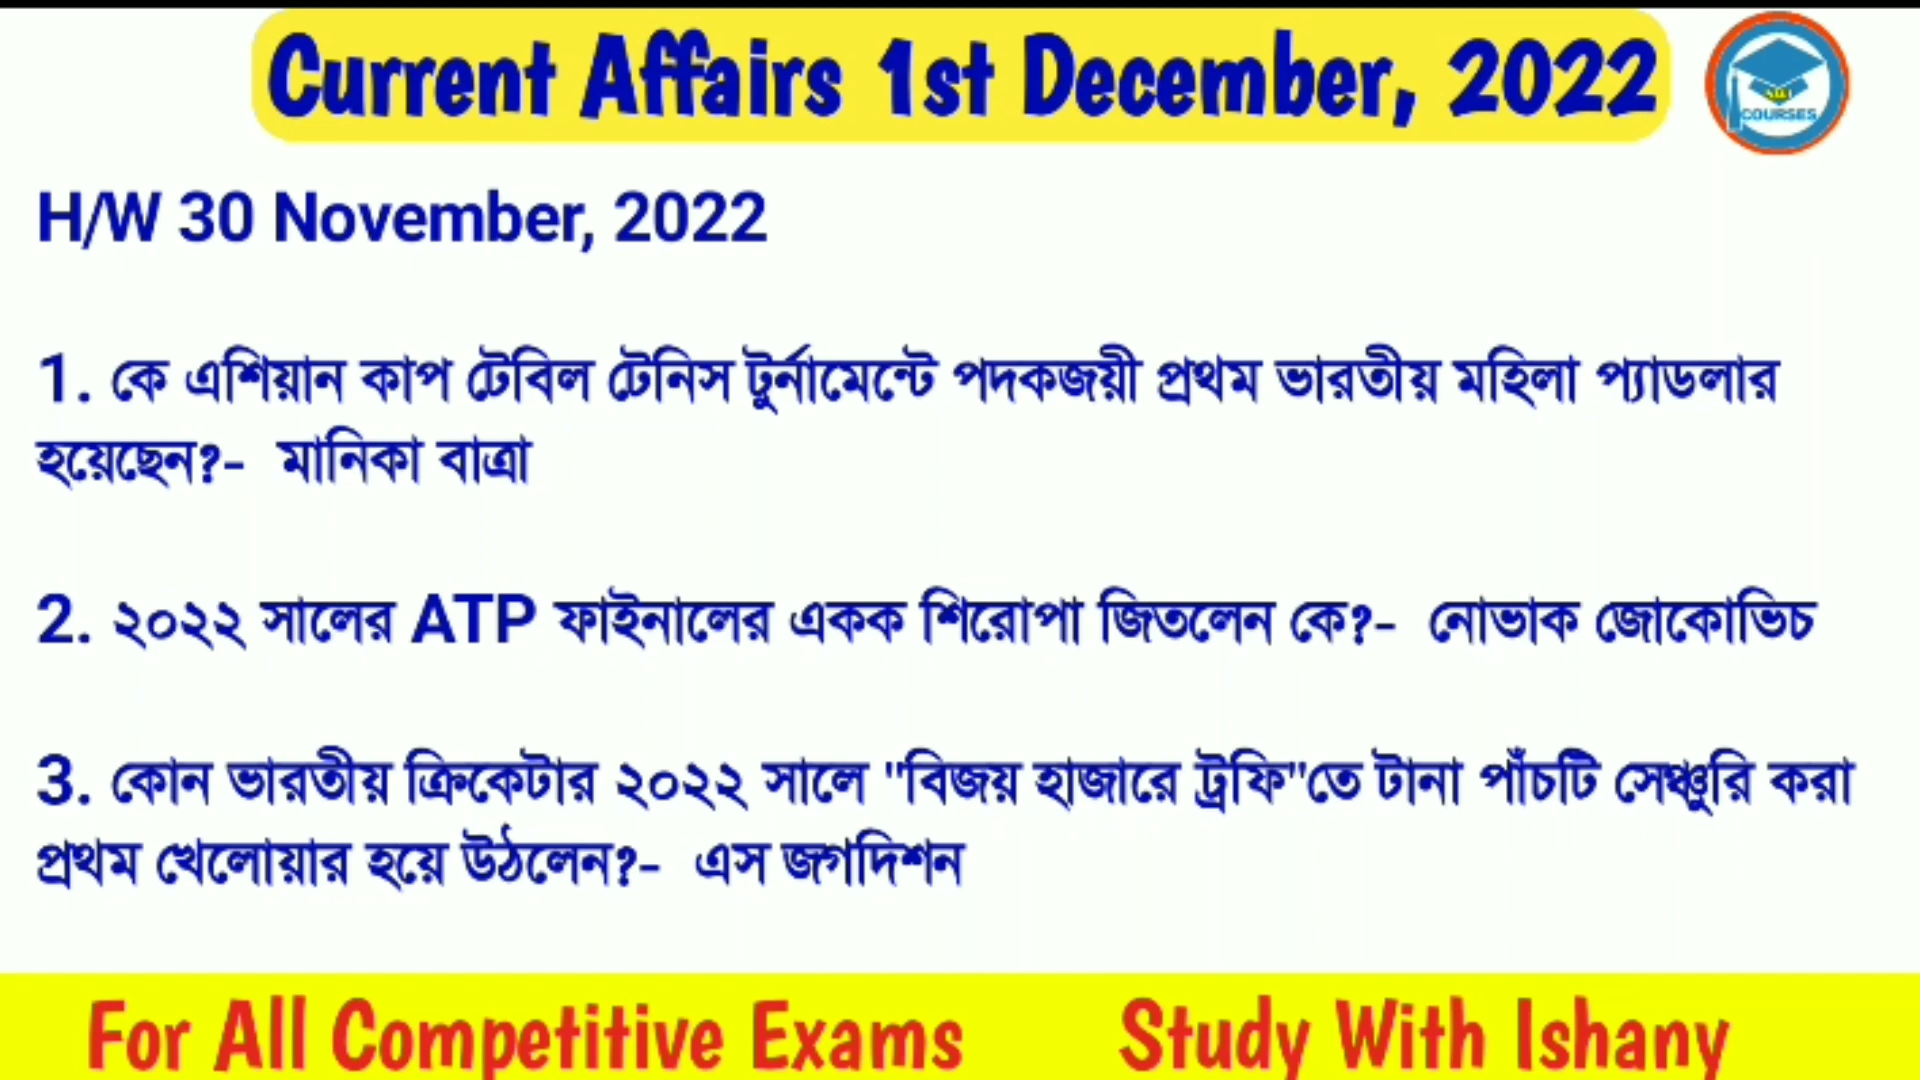 Current Affairs 1st December, 2022
COURSES
H/W 30 November, 2022
1. কে এশিয়ান কাপ টেবিল টেনিস টুর্নামেন্টে পদকজয়ী প্রথম ভারতীয় মহিলা প্যাডলার
হয়েছেন?- মানিকা বাত্রা
2. ২০২২ সালের ATP ফাইনালের একক শিরোপা জিতলেন কে?- নোভাক জোকোভিচ
3. কোন ভারতীয় ক্রিকেটার ২০২২ সালে "বিজয় হাজারে ট্রফি"তে টানা পাঁচটি সেঞ্চুরি করা
প্রথম খেলোয়ার হয়ে উঠলেন?- এস জগদিশন
For All Competitive Exams Study With Ishany